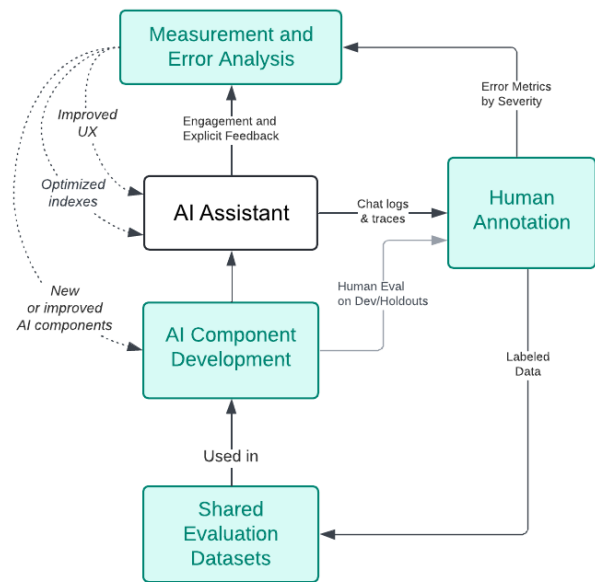 Measurement and
Error Analysis
Improved
UX
Engagement and
Explicit Feedback
Error Metrics
by Severity
Optimized
indexes
AI Assistant
Chat logs
& traces
Human
Annotation
New
or improved
AI components
Human Eval
on Dev/Holdouts
AI Component
Development
Labeled
Data
Used in
Shared
Evaluation
Datasets